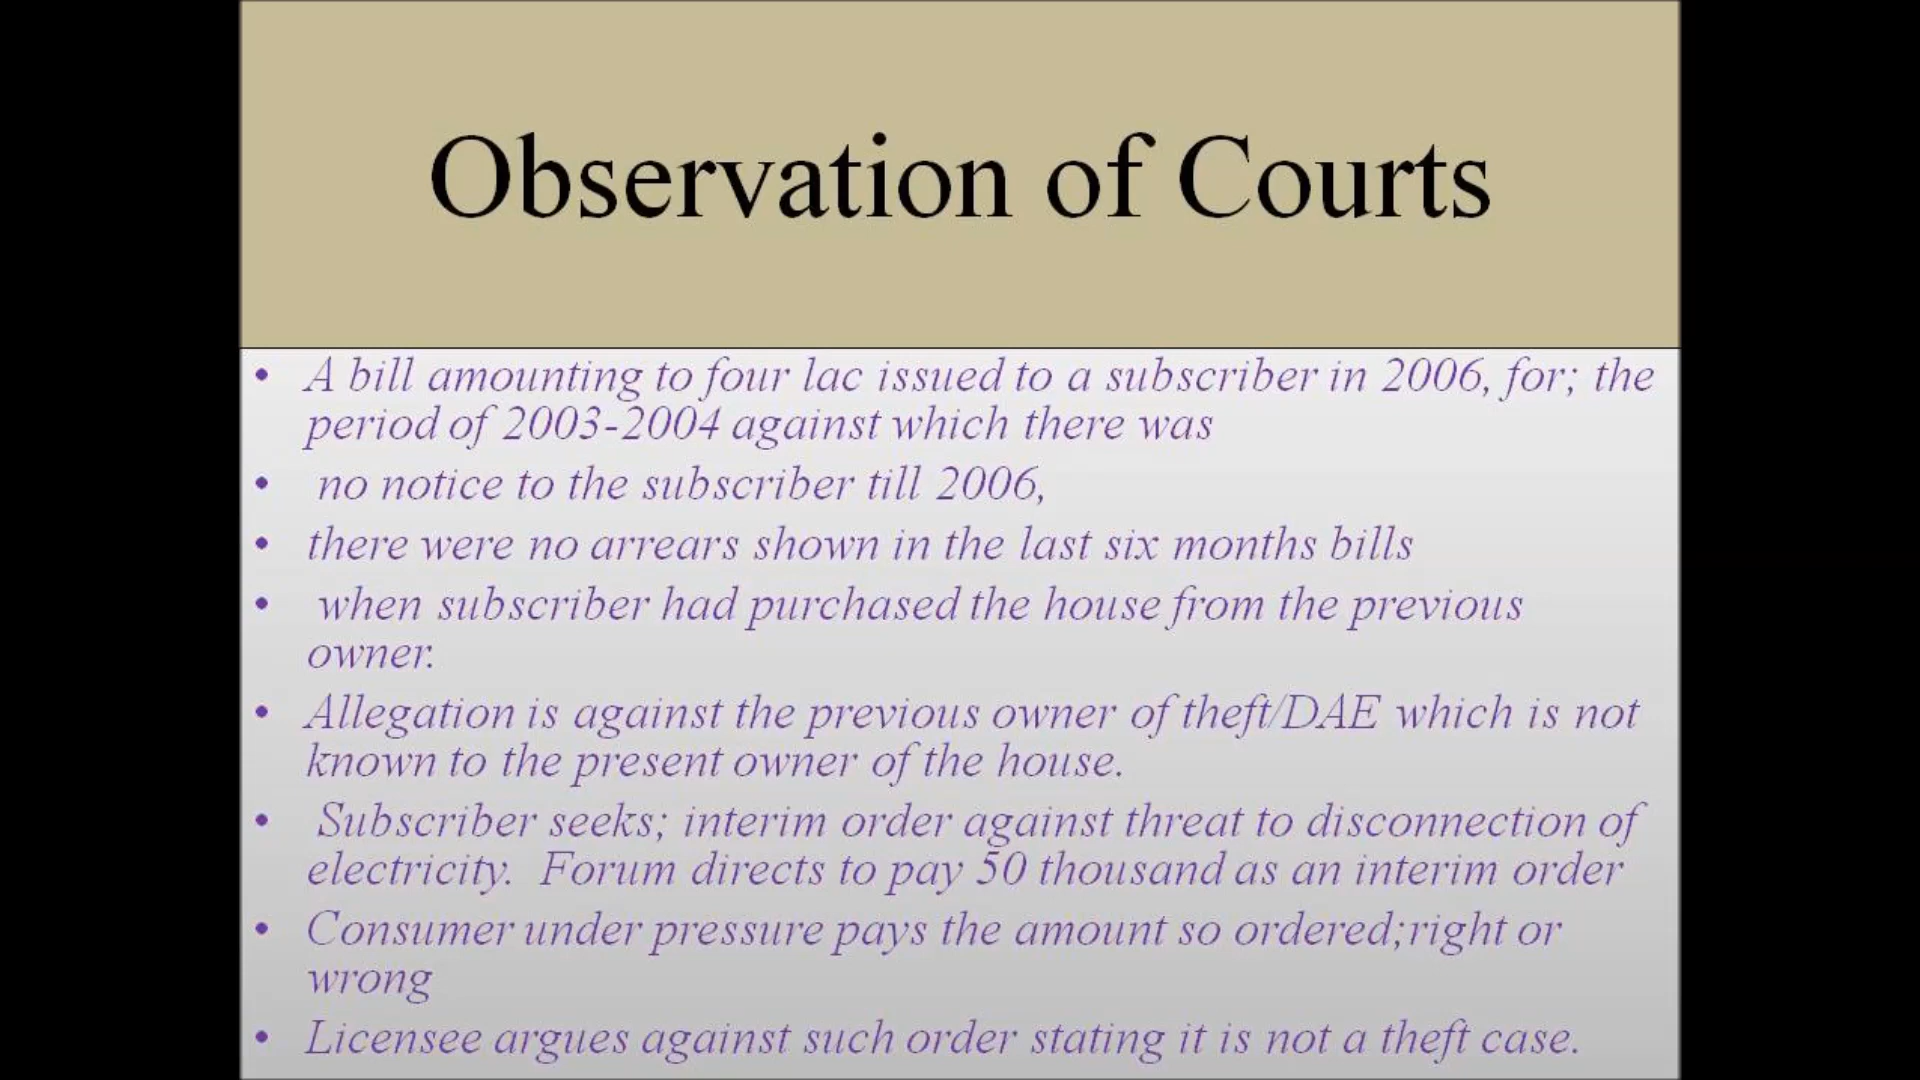 Observation of Courts
• A bill amounting to four lac issued to a subscriber in 2006, for; the
period of 2003-2004 against which there was
• no notice to the subscriber till 2006,
• there were no arrears shown in the last six months bills
• when subscriber had purchased the house from the previous
owner.
• Allegation is against the previous owner of theft/DAE which is not
known to the present owner of the house.
• Subscriber seeks; interim order against threat to disconnection of
electricity. Forum directs to pay 50 thousand as an interim order
• Consumer under pressure pays the amount so ordered;right or
wrong
• Licensee argues against such order stating it is not a theft case.